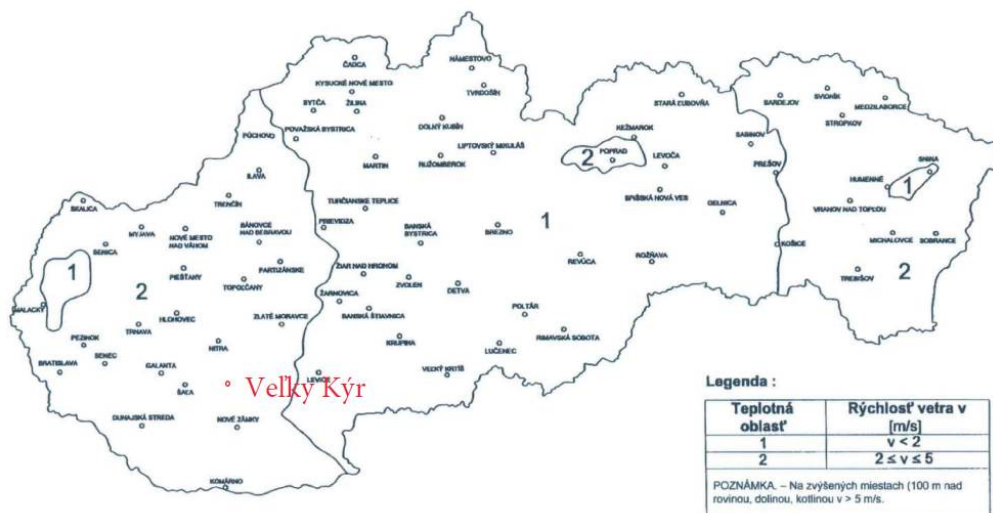 ČADCA
NÁMESTOVO
KYSUCKÉ NOVÉ MESTO
TVRDOŠÍN
BYTČA
ŽILINA
STARÁ ĽUBOVŇA
BARDEJOV
SVIDNÍK
MEDZILABORCE
STROPKOV
DOLNÝ KUBÍN
POVAŽSKÁ BYSTRICA
PÚCHOV
KEŽMAROK
SABINOV
LIPTOVSKÝ MIKULÁŠ
MARTIN
RUŽOMBEROK
2
POPRAD
LEVOČA
PREŠOV
SNINA
HUMENNÉ
1
ILAVA
TRENČÍN
SPIŠSKÁ NOVÁ VES
VRANOV NAD TOPĽOU
SKALICA
TURČIANSKE TEPLICE
GELNICA
1
MYJAVA
NOVÉ MESTO
NAD VÁHOM
BÁNOVCE
NAD BEBRAVOU
PRIEVIDZA
BANSKÁ
BYSTRICA
BREZNO
SENICA
KOŠICE
MICHALOVCE
SOBRANCE
1
PIEŠŤANY
PARTIZÁNSKE
REVÚCA
ROŽŇAVA
ŽIAR NAD HRONOM
ZVOLEN
TREBIŠOV
2
TOPOĽČANY
DETVA
2
MALACKY
ŽARNOVICA
BANSKÁ ŠTIAVNICA
POLTÁR
HLOHOVEC
ZLATÉ MORAVCE
TRNAVA
PEZINOK
NITRA
KRUPINA
RIMAVSKÁ SOBOTA
LUČENEC
SENEC
BRATISLAVA
GALANTA
LEVICE
VEĽKÝ KRTÍŠ
ŠAĽA
Veľky Kýr
DUNAJSKÁ STREDA
NOVÉ ZÁMKY
KOMÁRNO
Legenda :
Teplotná oblasť
Rýchlosť vetra v [m/s]
1 v < 2
2 2 ≤ v ≤ 5
POZNÁMKA. – Na zvýšených miestach (100 m nad
rovinou, dolinou, kotlinou v > 5 m/s.